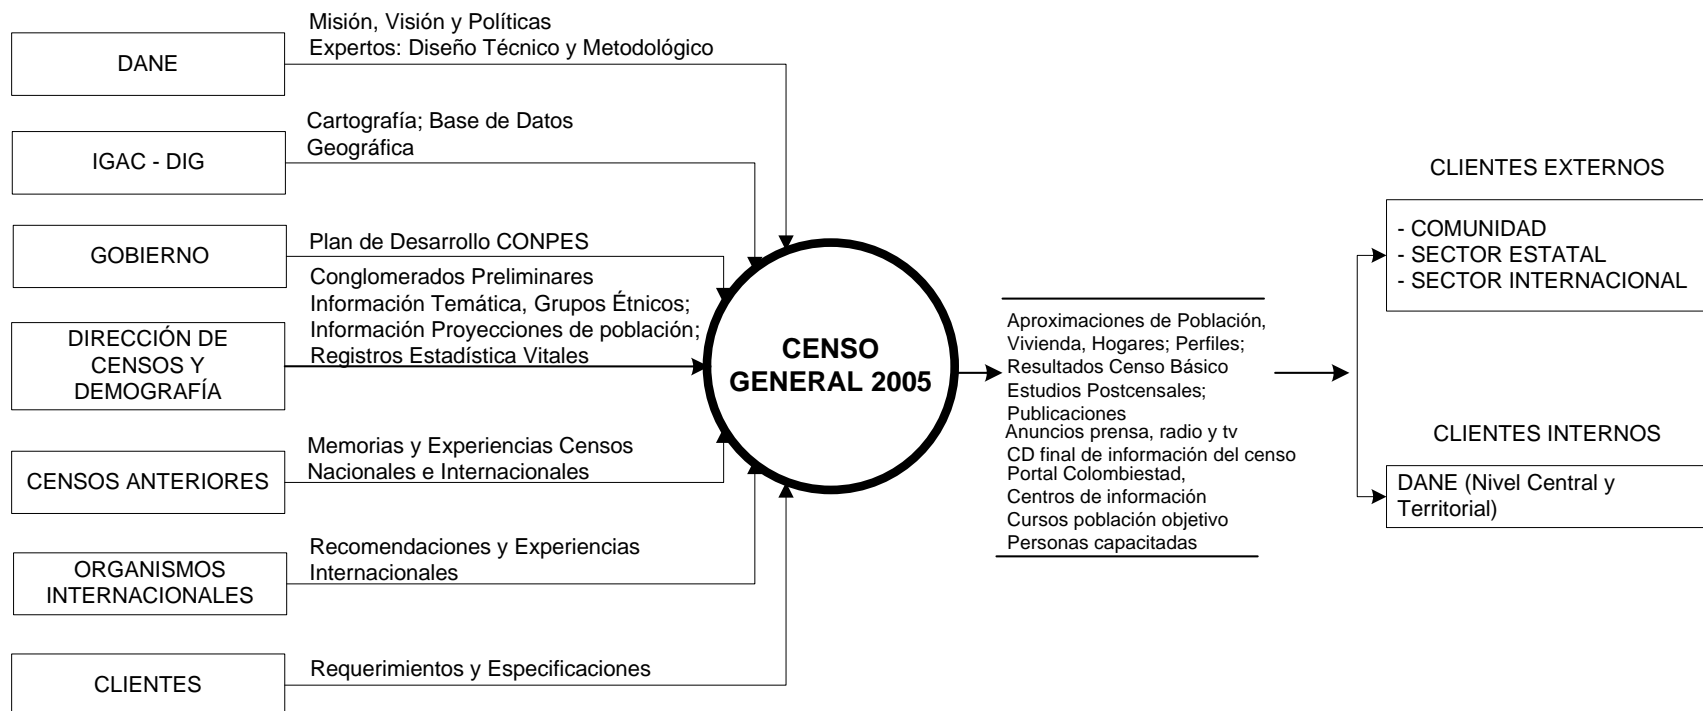 Misión, Visión y Políticas
Expertos: Diseño Técnico y Metodológico
DANE
Cartografía; Base de Datos
Geográfica
IGAC - DIG
Plan de Desarrollo CONPES
GOBIERNO
Conglomerados Preliminares
Información Temática, Grupos Étnicos;
Información Proyecciones de población;
Registros Estadística Vitales
DIRECCIÓN DE
CENSOS Y
DEMOGRAFÍA
Memorias y Experiencias Censos
Nacionales e Internacionales
CENSOS ANTERIORES
Recomendaciones y Experiencias
Internacionales
ORGANISMOS
INTERNACIONALES
Requerimientos y Especificaciones
CLIENTES
CENSO
GENERAL 2005
Aproximaciones de Población,
Vivienda, Hogares; Perfiles;
Resultados Censo Básico
Estudios Postcensales;
Publicaciones
Anuncios prensa, radio y tv
CD final de información del censo
Portal Colombiestad,
Centros de información
Cursos población objetivo
Personas capacitadas
CLIENTES EXTERNOS
- COMUNIDAD
- SECTOR ESTATAL
- SECTOR INTERNACIONAL
CLIENTES INTERNOS
DANE (Nivel Central y
Territorial)